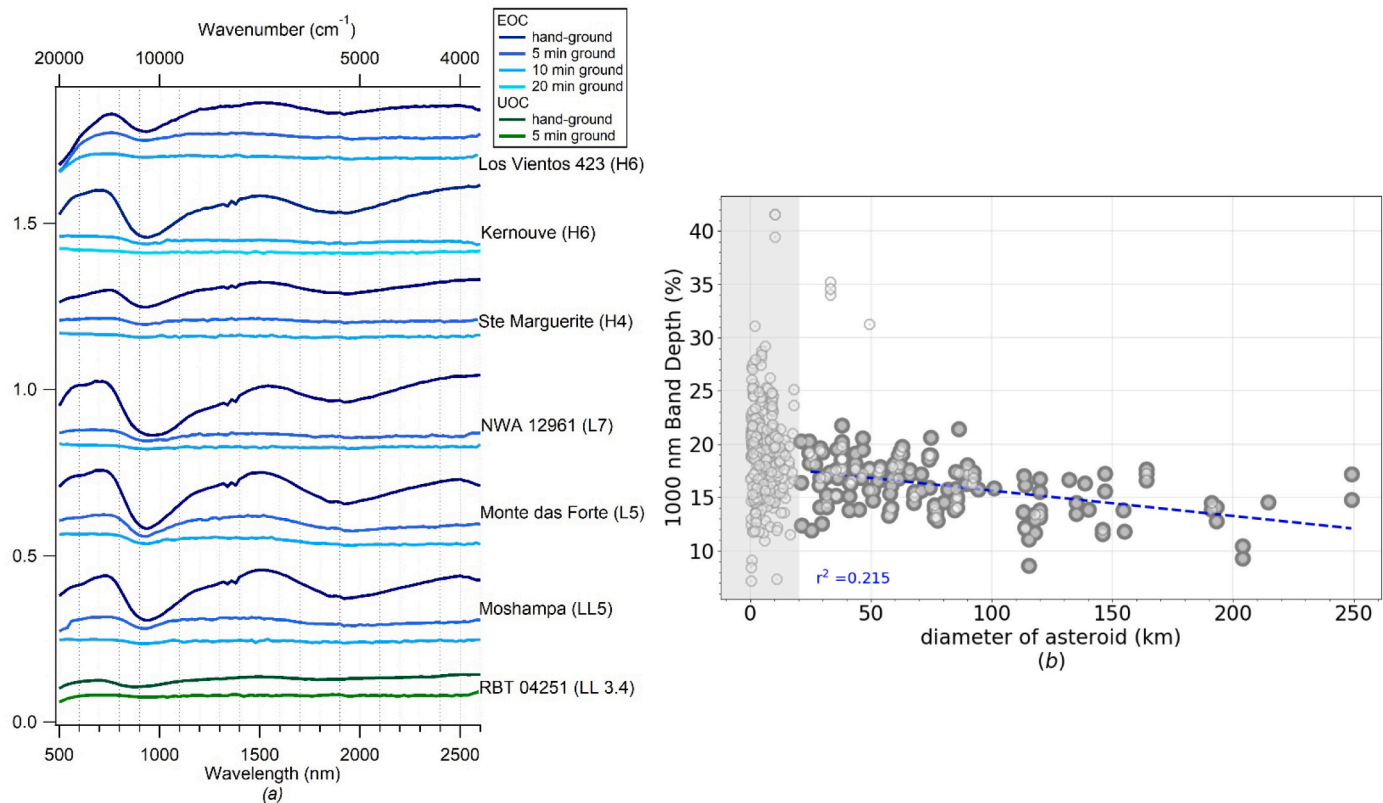 Wavenumber (cm⁻¹)
20000 10000 5000 4000
EOC
hand-ground
5 min ground
10 min ground
20 min ground
UOC
hand-ground
5 min ground
Los Vientos 423 (H6)
1.5
Kernouve (H6)
Ste Marguerite (H4)
1.0
NWA 12961 (L7)
Monte das Forte (L5)
0.5
Moshampa (LL5)
RBT 04251 (LL 3.4)
0.0
500 1000 1500 2000 2500
Wavelength (nm)
(a)
1000 nm Band Depth (%)
40
35
30
25
20
15
10
r² =0.215
0 50 100 150 200 250
diameter of asteroid (km)
(b)